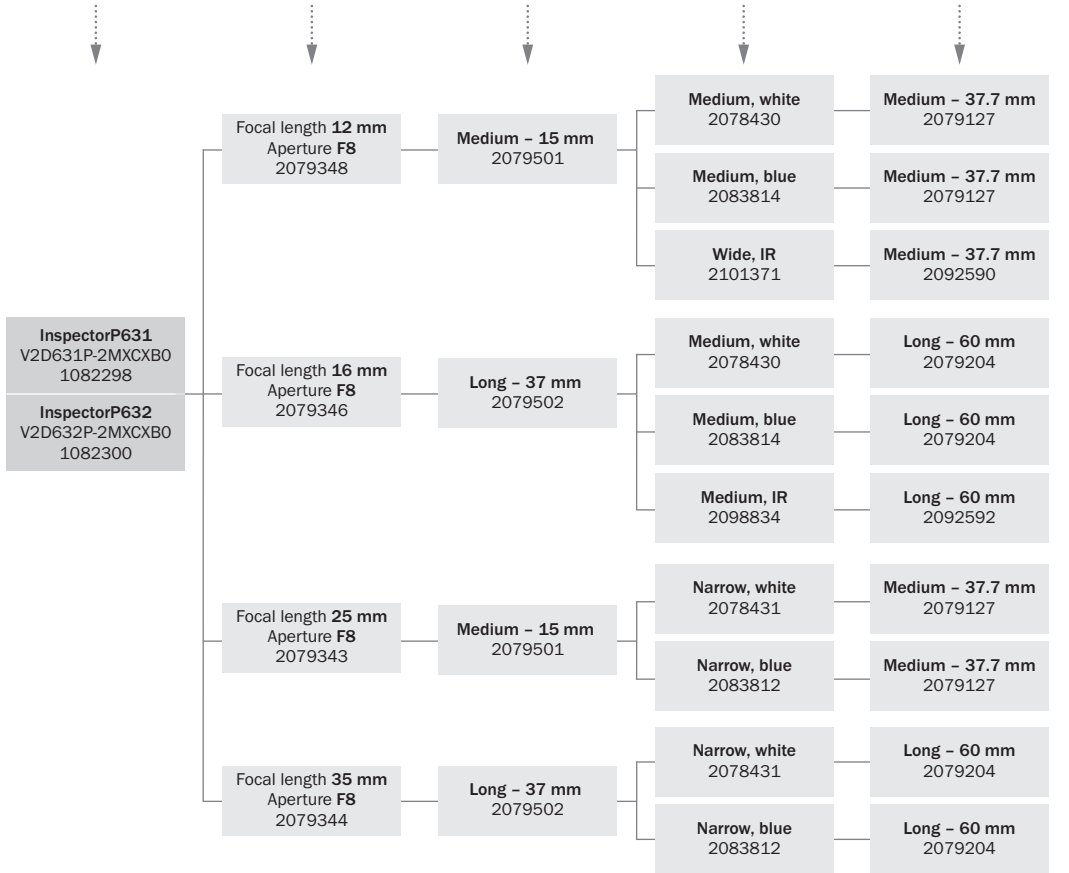 InspectorP631
V2D631P-2MXCXB0
1082298
InspectorP632
V2D632P-2MXCXB0
1082300
Focal length 12 mm
Aperture F8
2079348
Medium – 15 mm
2079501
Medium, white
2078430
Medium – 37.7 mm
2079127
Medium, blue
2083814
Medium – 37.7 mm
2079127
Wide, IR
2101371
Medium – 37.7 mm
2092590
Focal length 16 mm
Aperture F8
2079346
Long – 37 mm
2079502
Medium, white
2078430
Long – 60 mm
2079204
Medium, blue
2083814
Long – 60 mm
2079204
Medium, IR
2098834
Long – 60 mm
2092592
Focal length 25 mm
Aperture F8
2079343
Medium – 15 mm
2079501
Narrow, white
2078431
Medium – 37.7 mm
2079127
Narrow, blue
2083812
Medium – 37.7 mm
2079127
Focal length 35 mm
Aperture F8
2079344
Long – 37 mm
2079502
Narrow, white
2078431
Long – 60 mm
2079204
Narrow, blue
2083812
Long – 60 mm
2079204